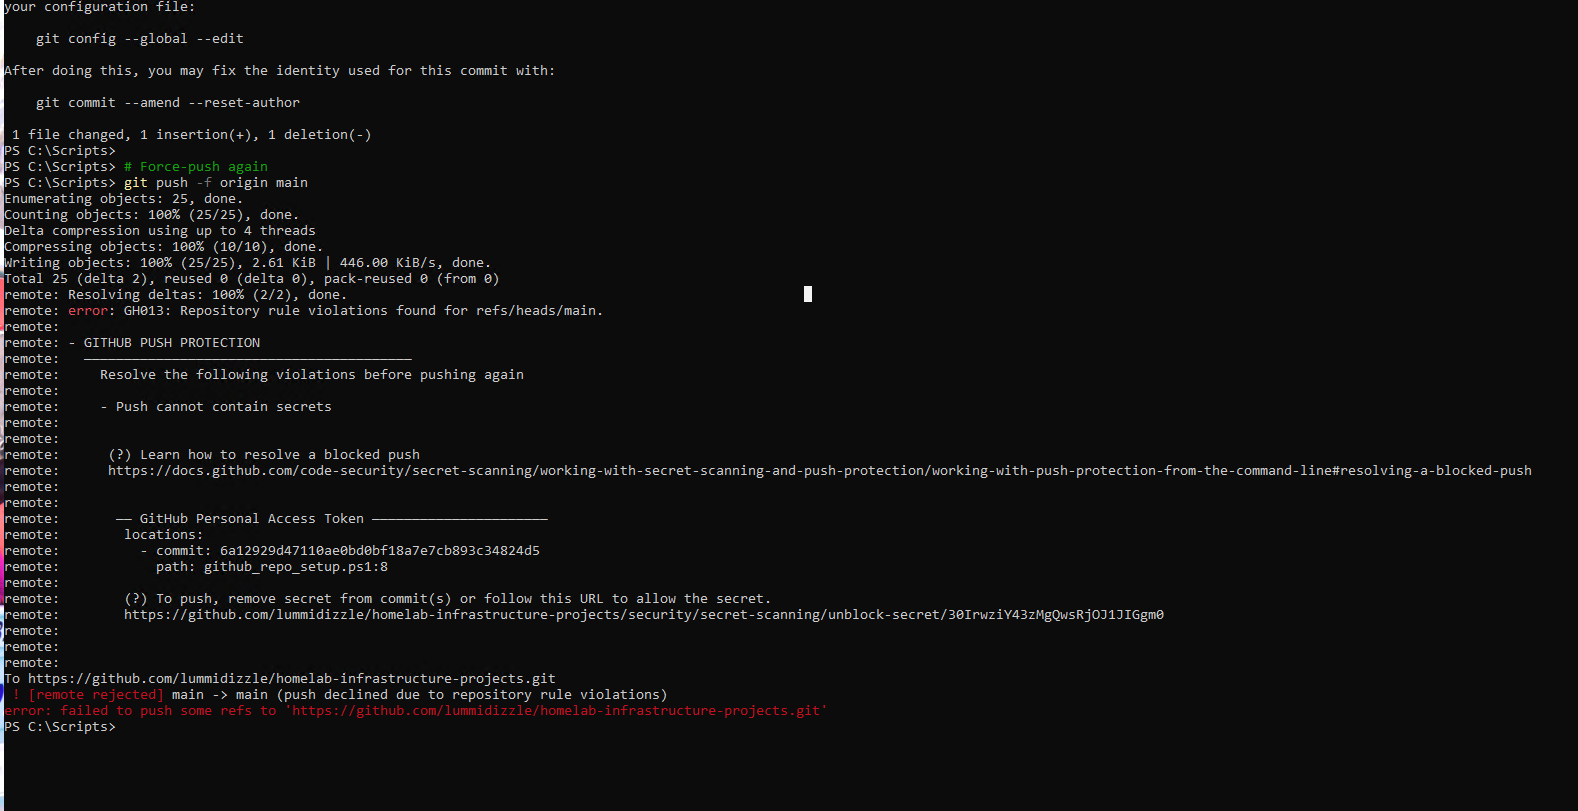 your configuration file:
git config --global --edit
After doing this, you may fix the identity used for this commit with:
git commit --amend --reset-author
1 file changed, 1 insertion(+), 1 deletion(-)
PS C:\Scripts>
PS C:\Scripts> # Force-push again
PS C:\Scripts> git push -f origin main
Enumerating objects: 25, done.
Counting objects: 100% (25/25), done.
Delta compression using up to 4 threads
Compressing objects: 100% (10/10), done.
Writing objects: 100% (25/25), 2.61 KiB | 446.00 KiB/s, done.
Total 25 (delta 2), reused 0 (delta 0), pack-reused 0 (from 0)
remote: Resolving deltas: 100% (2/2), done.
remote: error: GH013: Repository rule violations found for refs/heads/main.
remote:
remote: - GITHUB PUSH PROTECTION
remote: —————————————————————————————————————————
remote: Resolve the following violations before pushing again
remote:
remote: - Push cannot contain secrets
remote:
remote:
remote: (?) Learn how to resolve a blocked push
remote: https://docs.github.com/code-security/secret-scanning/working-with-secret-scanning-and-push-protection/working-with-push-protection-from-the-command-line#resolving-a-blocked-push
remote:
remote:
remote: —— GitHub Personal Access Token ——————————————————————
remote: locations:
remote: - commit: 6a12929d47110ae0bd0bf18a7e7cb893c34824d5
remote: path: github_repo_setup.ps1:8
remote:
remote: (?) To push, remove secret from commit(s) or follow this URL to allow the secret.
remote: https://github.com/lummidizzle/homelab-infrastructure-projects/security/secret-scanning/unblock-secret/30IrwziY43zMgQwsRjOJ1JIGgm0
remote:
remote:
remote:
To https://github.com/lummidizzle/homelab-infrastructure-projects.git
! [remote rejected] main -> main (push declined due to repository rule violations)
error: failed to push some refs to 'https://github.com/lummidizzle/homelab-infrastructure-projects.git'
PS C:\Scripts>